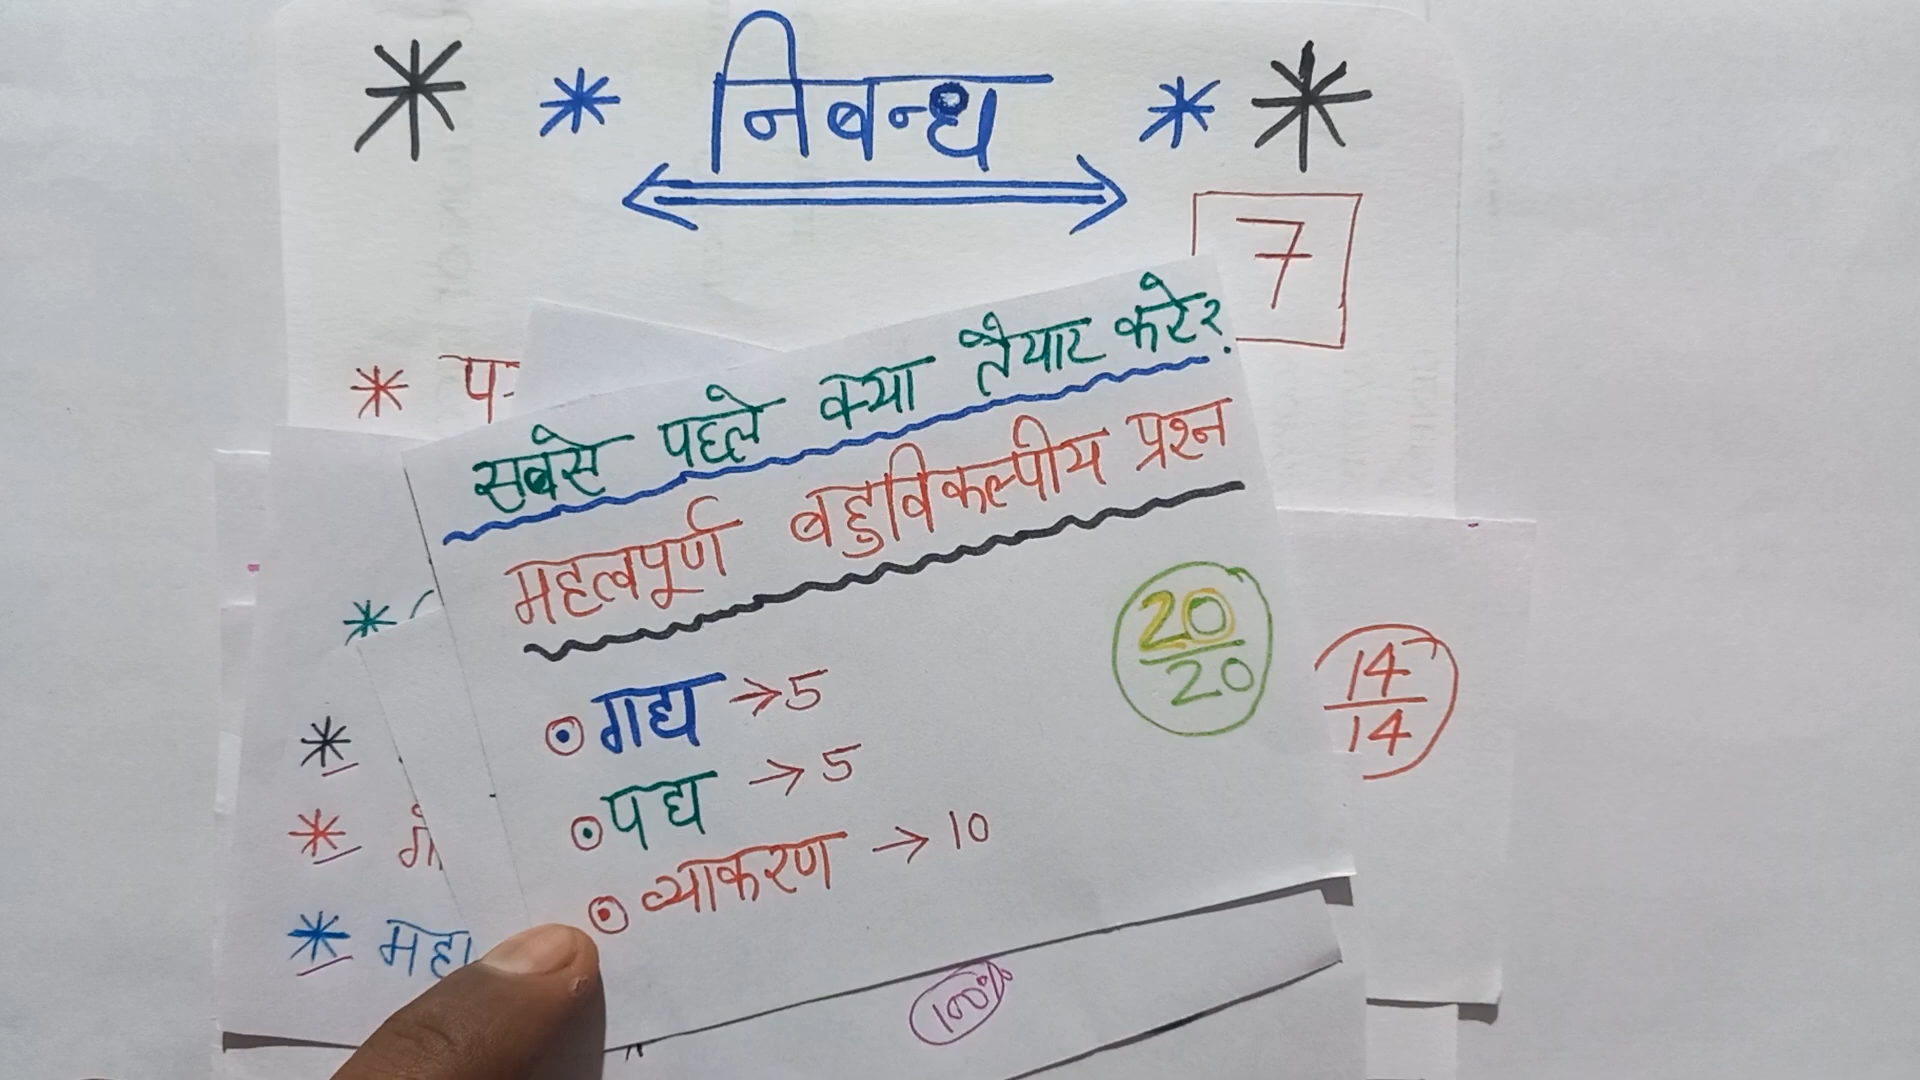 निबन्ध
7
सबसे पहले क्या तैयार करे?
महत्वपूर्ण बहुविकल्पीय प्रश्न
गद्य → 5
पद्य → 5
व्याकरण → 10
20
20
14
14
महा
100%